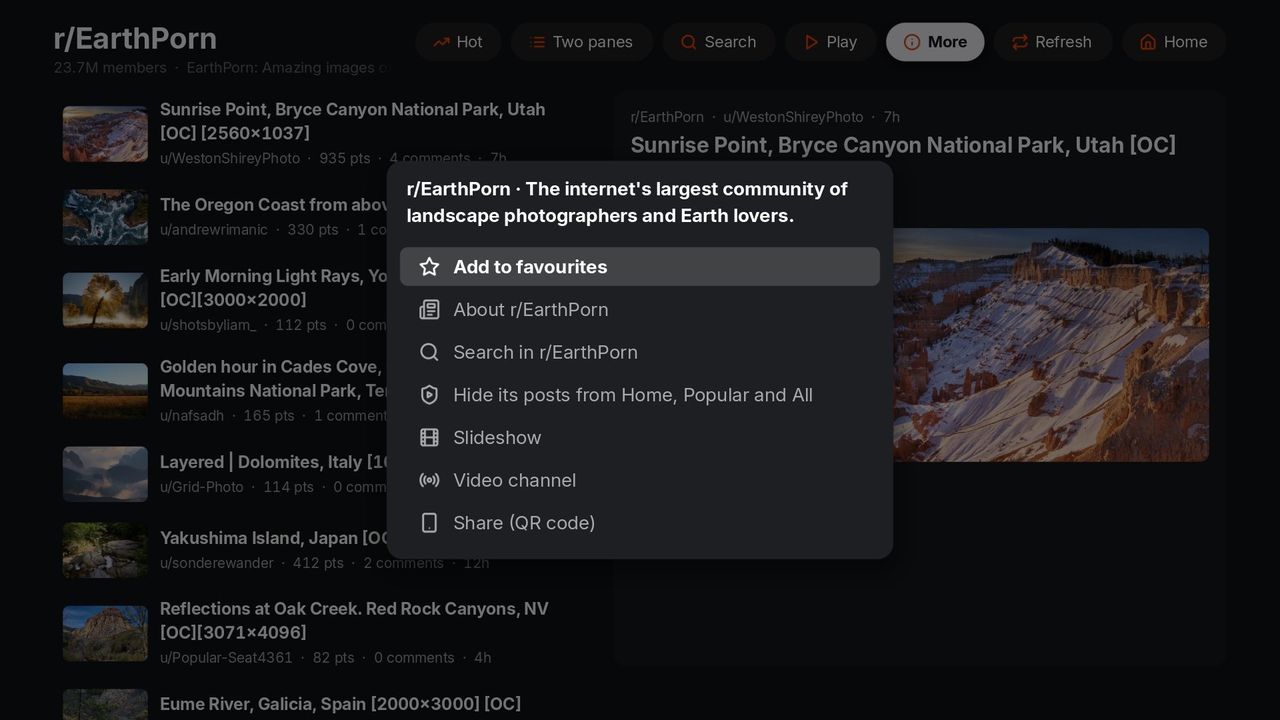 r/EarthPorn
23.7M members · EarthPorn: Amazing images
Hot
Two panes
Search
Play
More
Refresh
Home
Sunrise Point, Bryce Canyon National Park, Utah
[OC] [2560×1037]
u/WestonShireyPhoto · 935 pts · 4 comments · 7h
The Oregon Coast from abov
u/andrewrimanic · 330 pts · 1 co
Early Morning Light Rays, Yo
[OC][3000×2000]
u/shotsbyliam_ · 112 pts · 0 com
Golden hour in Cades Cove,
Mountains National Park, Te
u/nafsadh · 165 pts · 1 comment
Layered | Dolomites, Italy [1
u/Grid-Photo · 114 pts · 0 comm
Yakushima Island, Japan [O
u/sonderewander · 412 pts · 2 comments · 12h
Reflections at Oak Creek. Red Rock Canyons, NV
[OC][3071×4096]
u/Popular-Seat4361 · 82 pts · 0 comments · 4h
Eume River, Galicia, Spain [2000×3000] [OC]
r/EarthPorn · u/WestonShireyPhoto · 7h
Sunrise Point, Bryce Canyon National Park, Utah [OC]
r/EarthPorn · The internet's largest community of
landscape photographers and Earth lovers.
Add to favourites
About r/EarthPorn
Search in r/EarthPorn
Hide its posts from Home, Popular and All
Slideshow
Video channel
Share (QR code)